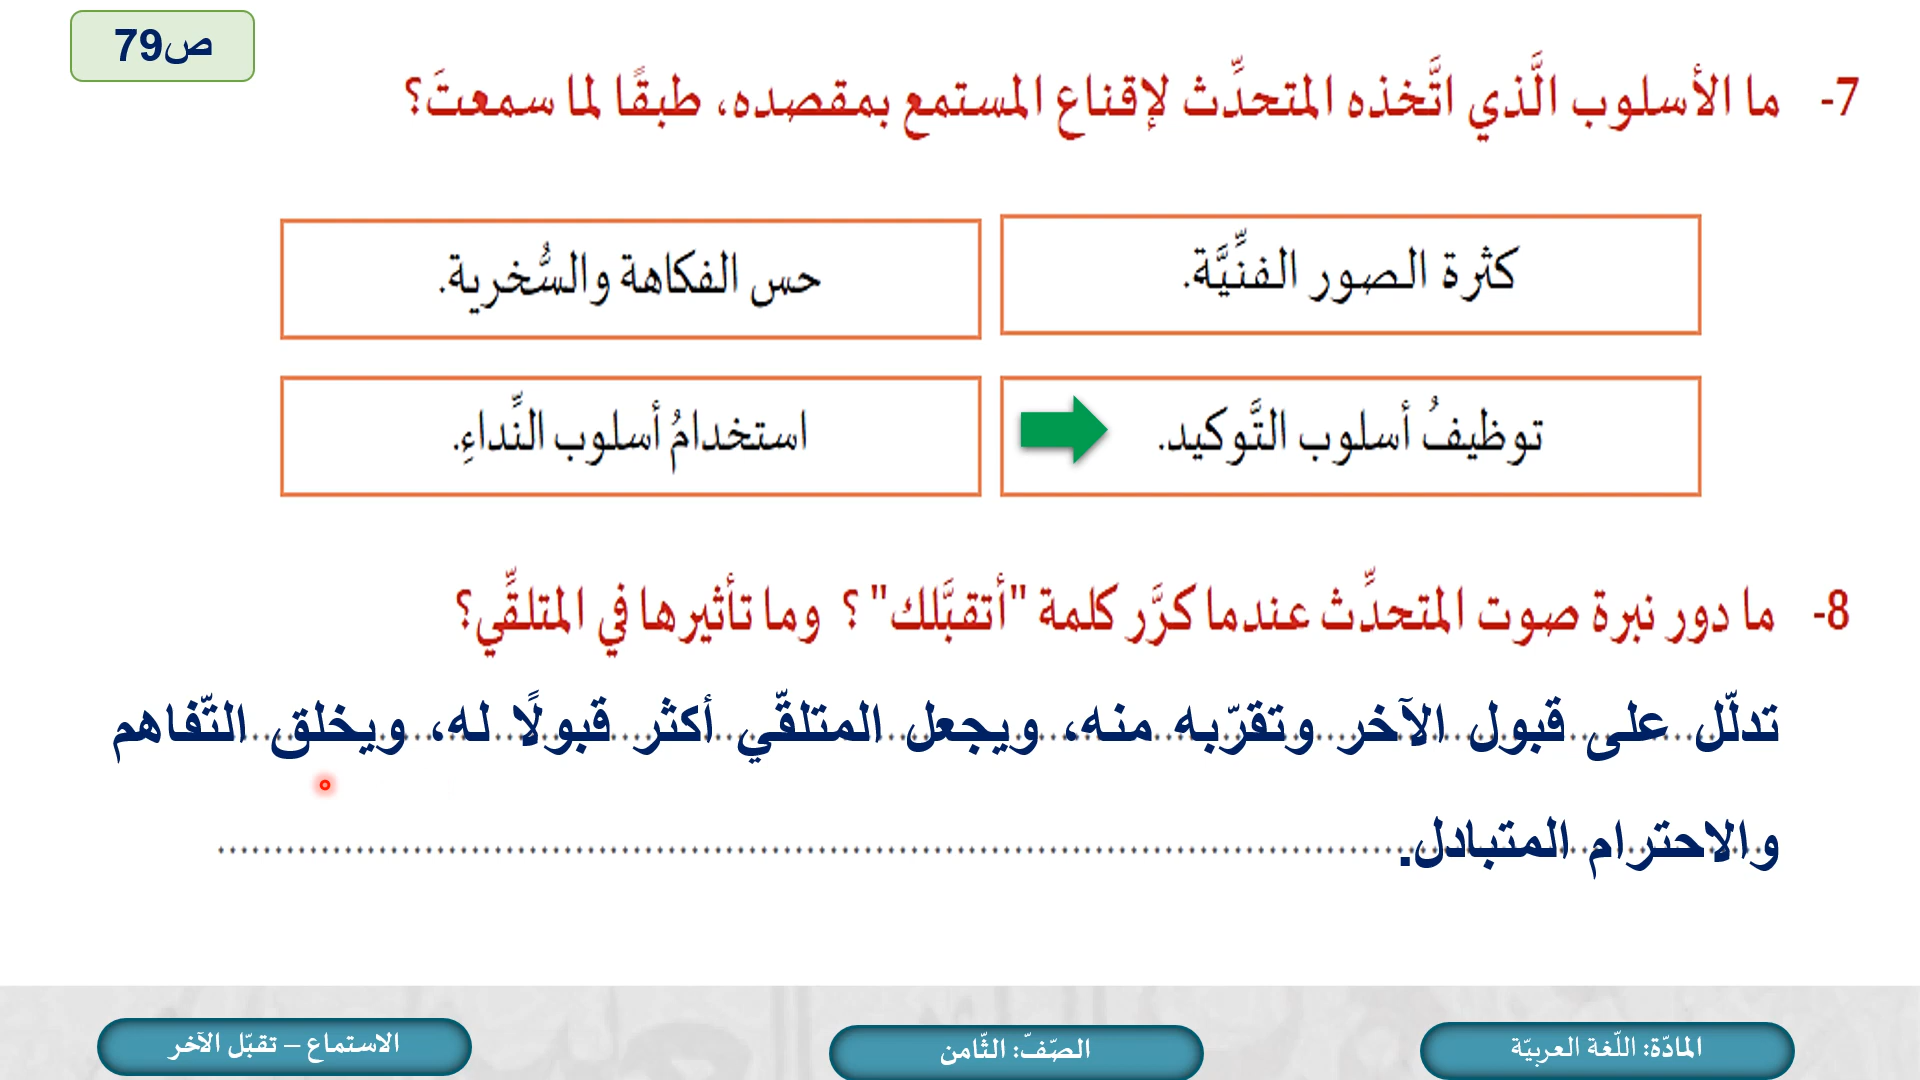 ص79
7- ما الأسلوب الَّذي اتَّخذه المتحدِّث لإقناع المستمع بمقصده، طبقًا لما سمعتَ؟
كثرة الصور الفنِّيَّة.
حس الفكاهة والسُّخرية.
توظيفُ أسلوب التَّوكيد.
استخدامُ أسلوب النِّداءِ.
8- ما دور نبرة صوت المتحدِّث عندما كرَّر كلمة "أتقبَّلك" ؟ وما تأثيرها في المتلقِّي؟
تدلّل على قبول الآخر وتقرّبه منه، ويجعل المتلقّي أكثر قبولًا له، ويخلق التّفاهم
والاحترام المتبادل.
المادّة: اللّغة العربيّة
الصّفّ: الثّامن
الاستماع – تقبّل الآخر